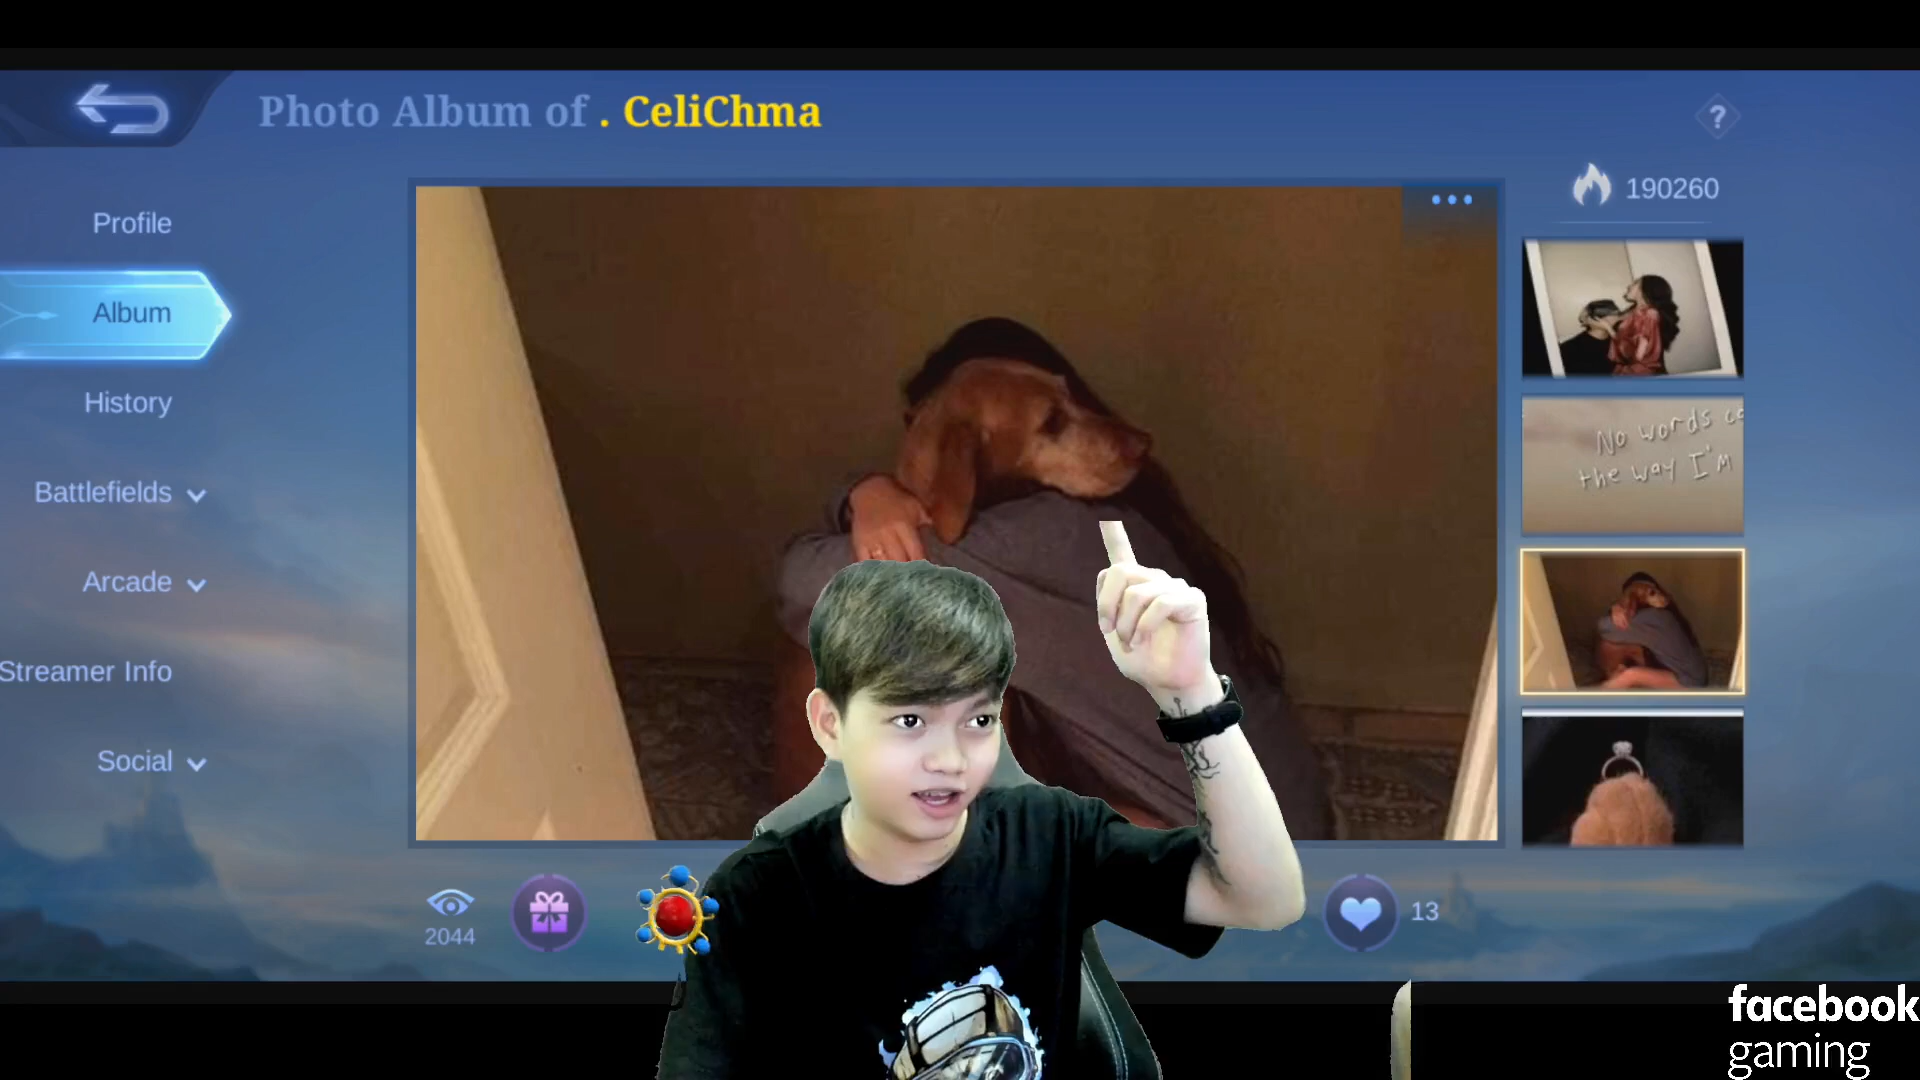 Photo Album of . CeliChma
?
190260
Profile
Album
History
Battlefields
Arcade
Streamer Info
Social
No words co
the way I'm
2044
13
facebook
gaming